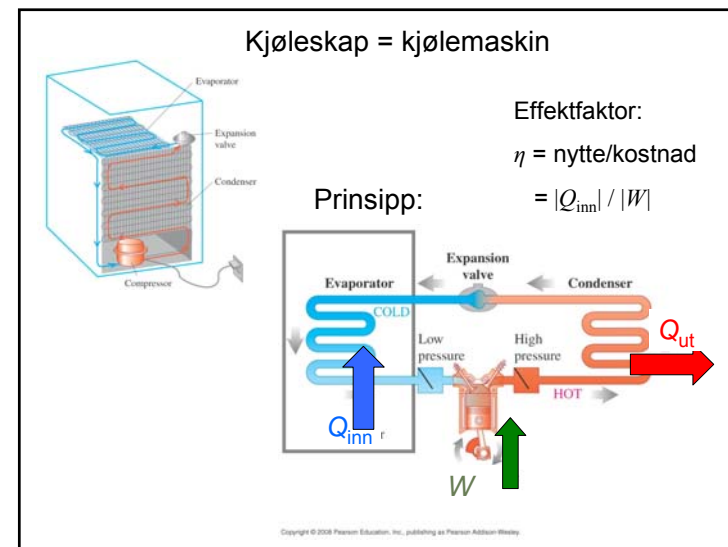 Kjøleskap = kjølemaskin
Evaporator
Expansion
valve
Condenser
Compressor
Effektfaktor:
η = nytte/kostnad
= |Qinn| / |W|
Prinsipp:
Expansion
valve
Evaporator
Condenser
COLD
Low
pressure
High
pressure
Qut
HOT
Qinn r
W
Copyright © 2008 Pearson Education, Inc., publishing as Pearson Addison-Wesley.